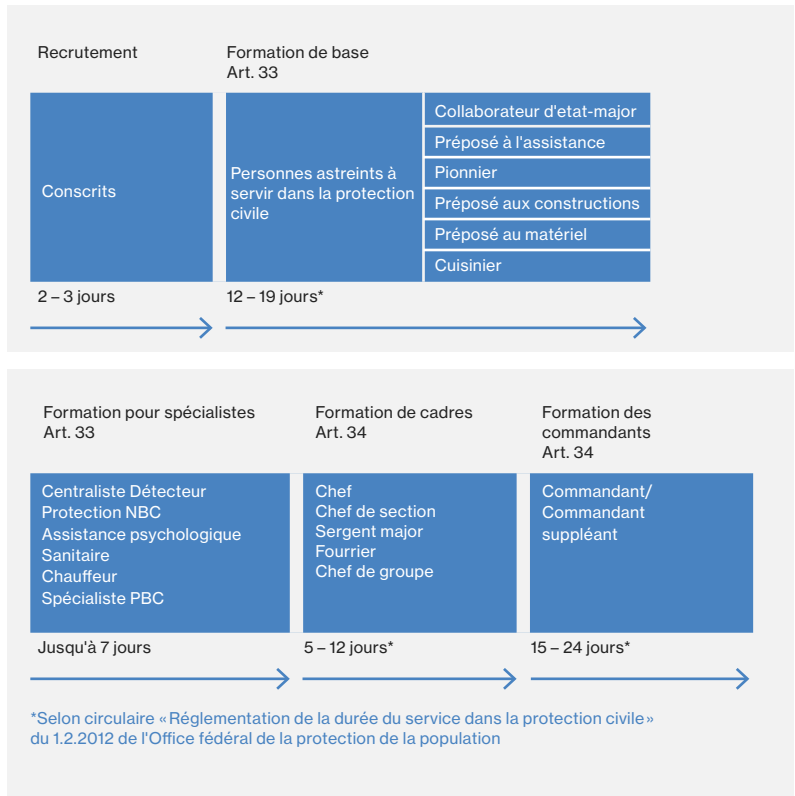 Recrutement
Formation de base
Art. 33
Conscrits
Personnes astreints à
servir dans la protection
civile
Collaborateur d'etat-major
Préposé à l'assistance
Pionnier
Préposé aux constructions
Préposé au matériel
Cuisinier
2 – 3 jours
12 – 19 jours*
Formation pour spécialistes
Art. 33
Formation de cadres
Art. 34
Formation des
commandants
Art. 34
Centraliste Détecteur
Protection NBC
Assistance psychologique
Sanitaire
Chauffeur
Spécialiste PBC
Chef
Chef de section
Sergent major
Fourrier
Chef de groupe
Commandant/
Commandant
suppléant
Jusqu'à 7 jours
5 – 12 jours*
15 – 24 jours*
*Selon circulaire «Réglementation de la durée du service dans la protection civile»
du 1.2.2012 de l'Office fédéral de la protection de la population